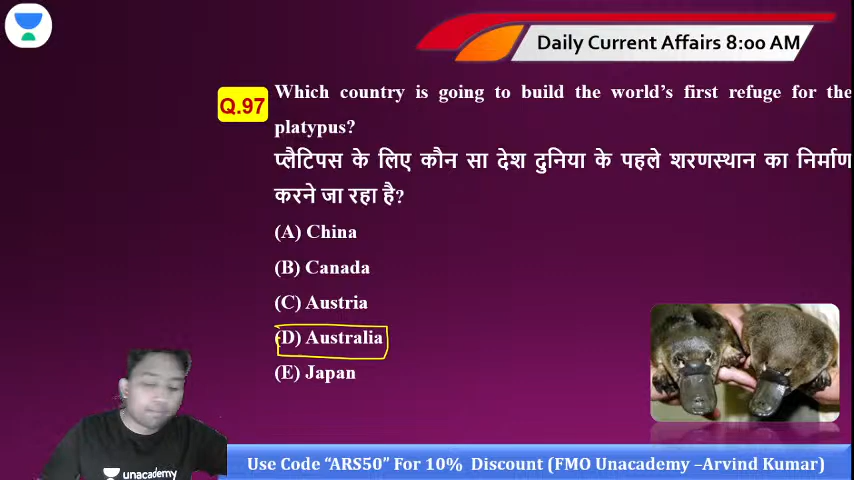 Daily Current Affairs 8:00 AM
Q.97
Which country is going to build the world's first refuge for the
platypus?
प्लैटिपस के लिए कौन सा देश दुनिया के पहले शरणस्थान का निर्माण
करने जा रहा है?
(A) China
(B) Canada
(C) Austria
(D) Australia
(E) Japan
unacademy
Use Code “ARS50” For 10% Discount (FMO Unacademy –Arvind Kumar)